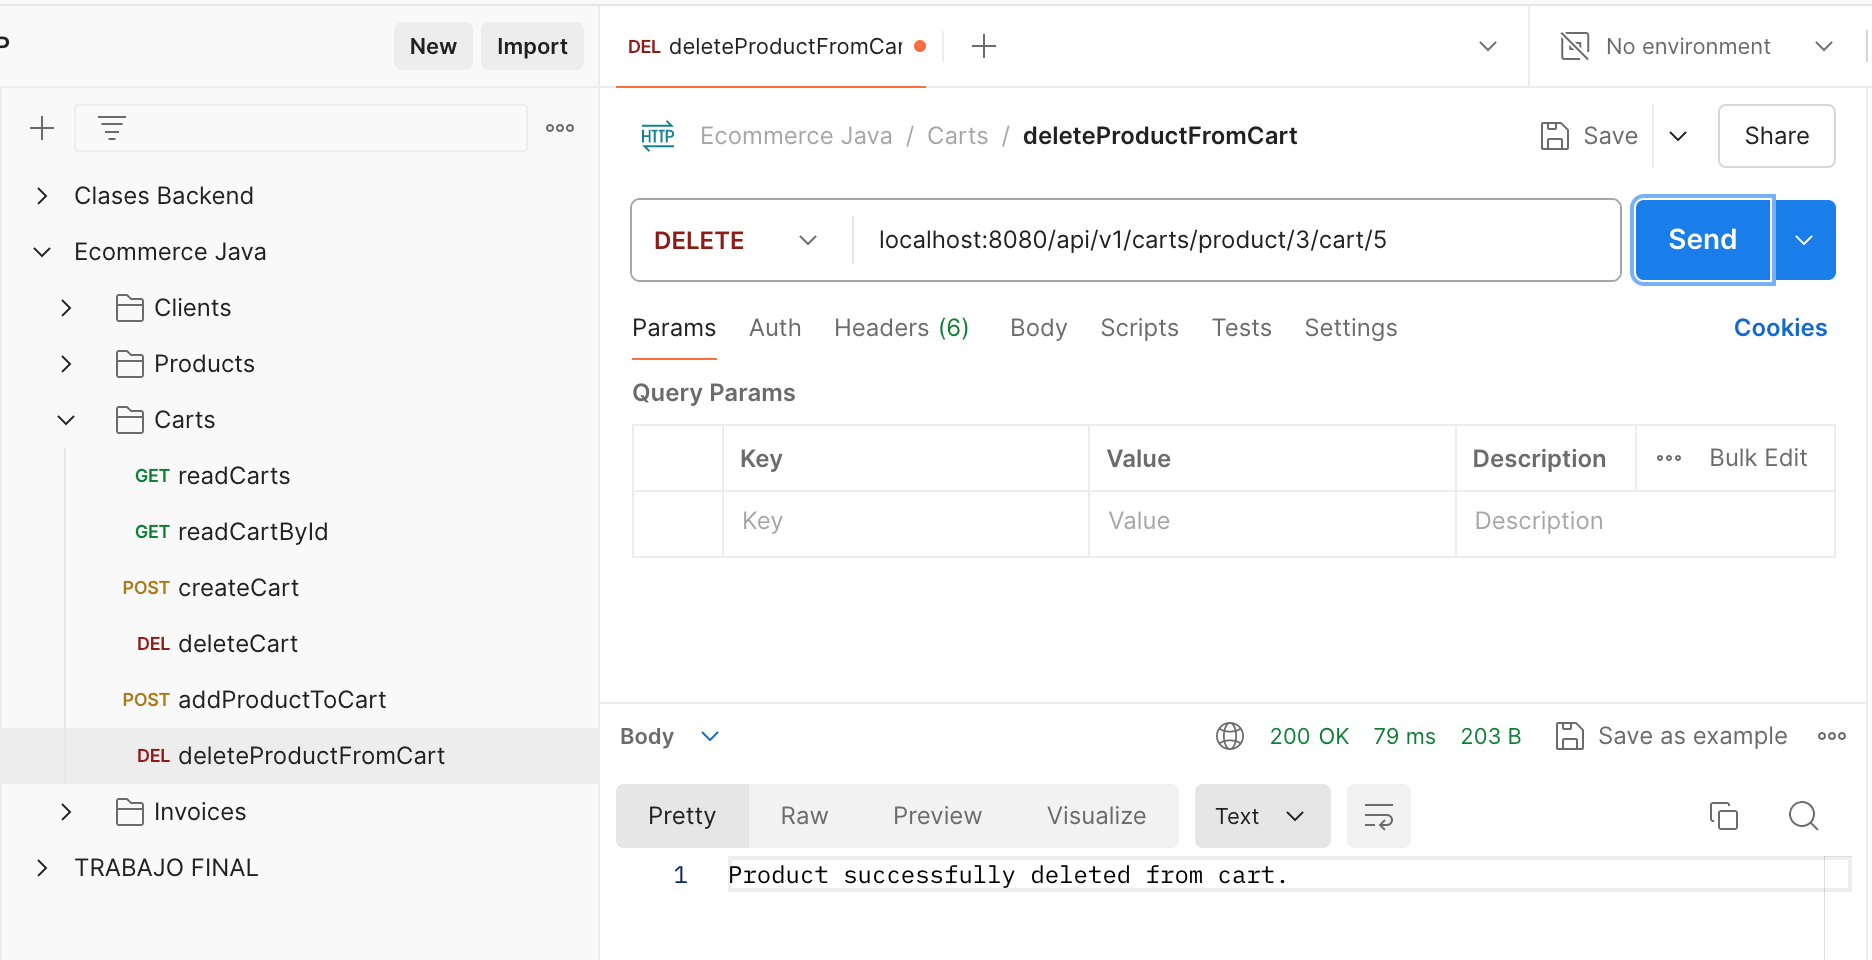 New
Import
DEL deleteProductFromCar
No environment
Clases Backend
Ecommerce Java
Clients
Products
Carts
GET readCarts
GET readCartById
POST createCart
DEL deleteCart
POST addProductToCart
DEL deleteProductFromCart
Invoices
TRABAJO FINAL
HTTP Ecommerce Java / Carts / deleteProductFromCart
Save
Share
DELETE localhost:8080/api/v1/carts/product/3/cart/5
Send
Params Auth Headers (6) Body Scripts Tests Settings Cookies
Query Params
Key Value Description Bulk Edit
Key Value Description
Body 200 OK 79 ms 203 B Save as example
Pretty Raw Preview Visualize Text
1 Product successfully deleted from cart.